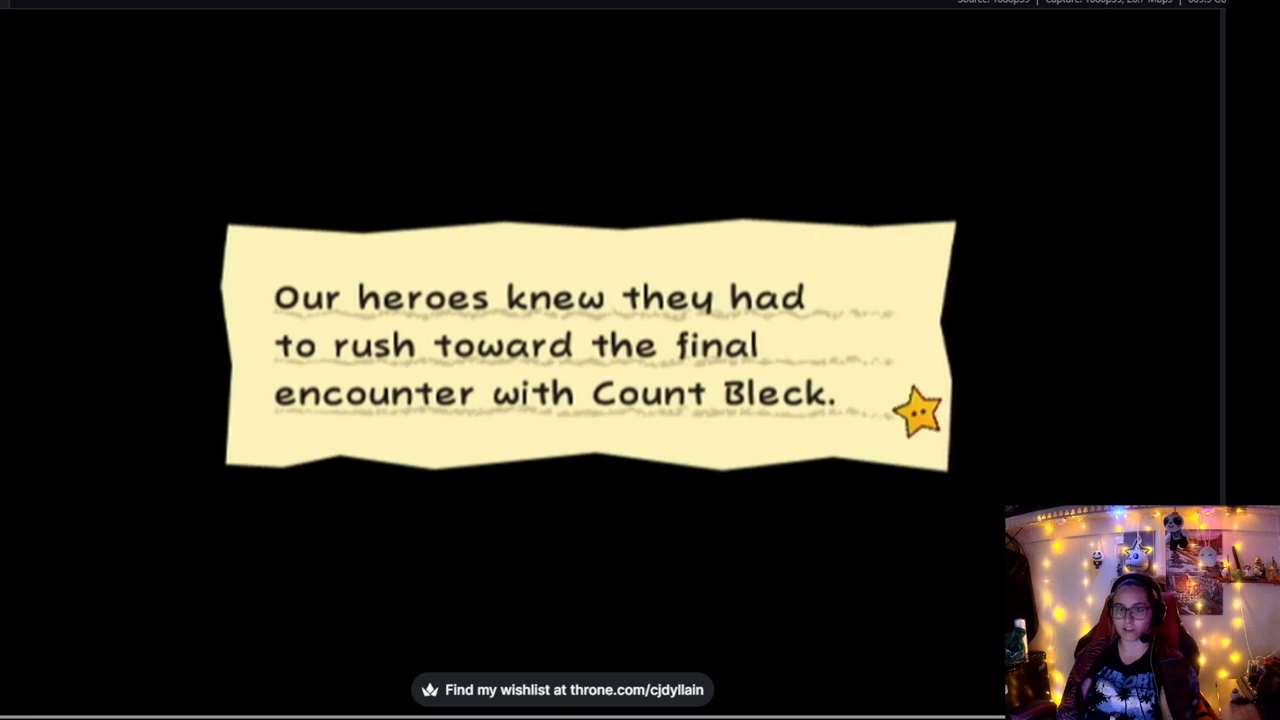 Our heroes knew they had
to rush toward the final
encounter with Count Bleck.
Find my wishlist at throne.com/cjdyllain